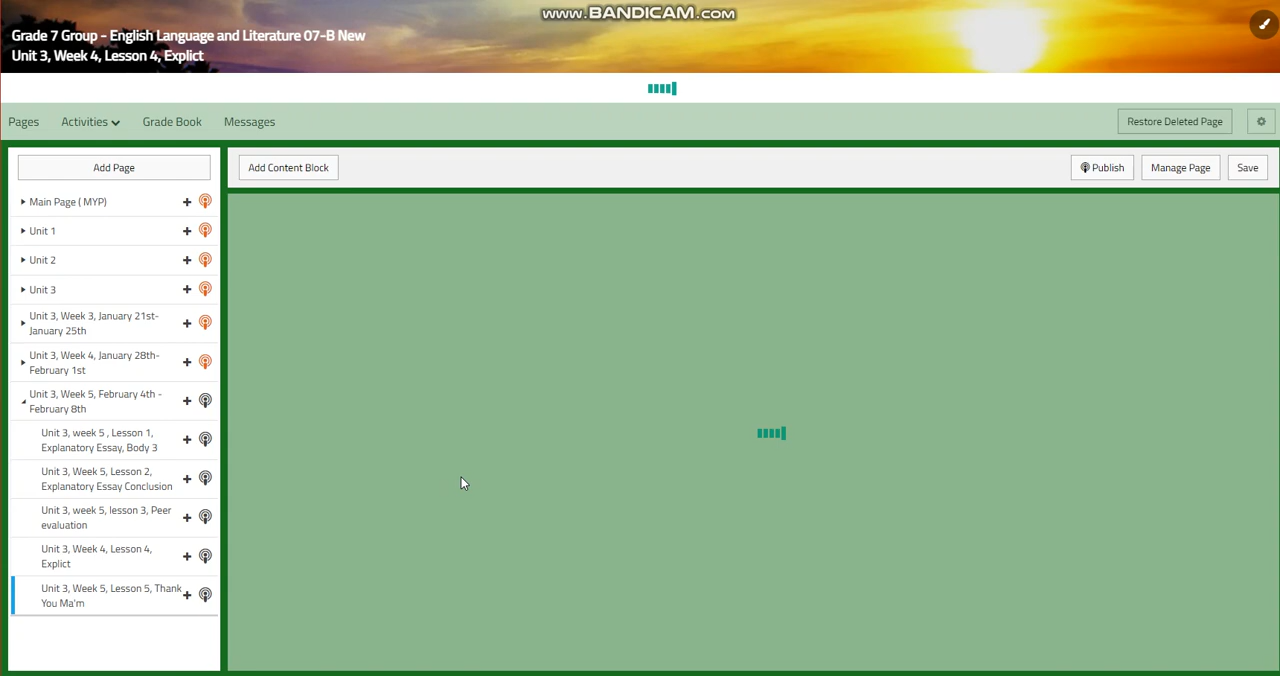 www.BANDICAM.com
Grade 7 Group - English Language and Literature 07-B New
Unit 3, Week 4, Lesson 4, Explict
Pages
Activities
Grade Book
Messages
Restore Deleted Page
Add Page
Add Content Block
Publish
Manage Page
Save
Main Page ( MYP)
Unit 1
Unit 2
Unit 3
Unit 3, Week 3, January 21st-
January 25th
Unit 3, Week 4, January 28th-
February 1st
Unit 3, Week 5, February 4th -
February 8th
Unit 3, week 5 , Lesson 1,
Explanatory Essay, Body 3
Unit 3, Week 5, Lesson 2,
Explanatory Essay Conclusion
Unit 3, week 5, lesson 3, Peer
evaluation
Unit 3, Week 4, Lesson 4,
Explict
Unit 3, Week 5, Lesson 5, Thank
You Ma'm